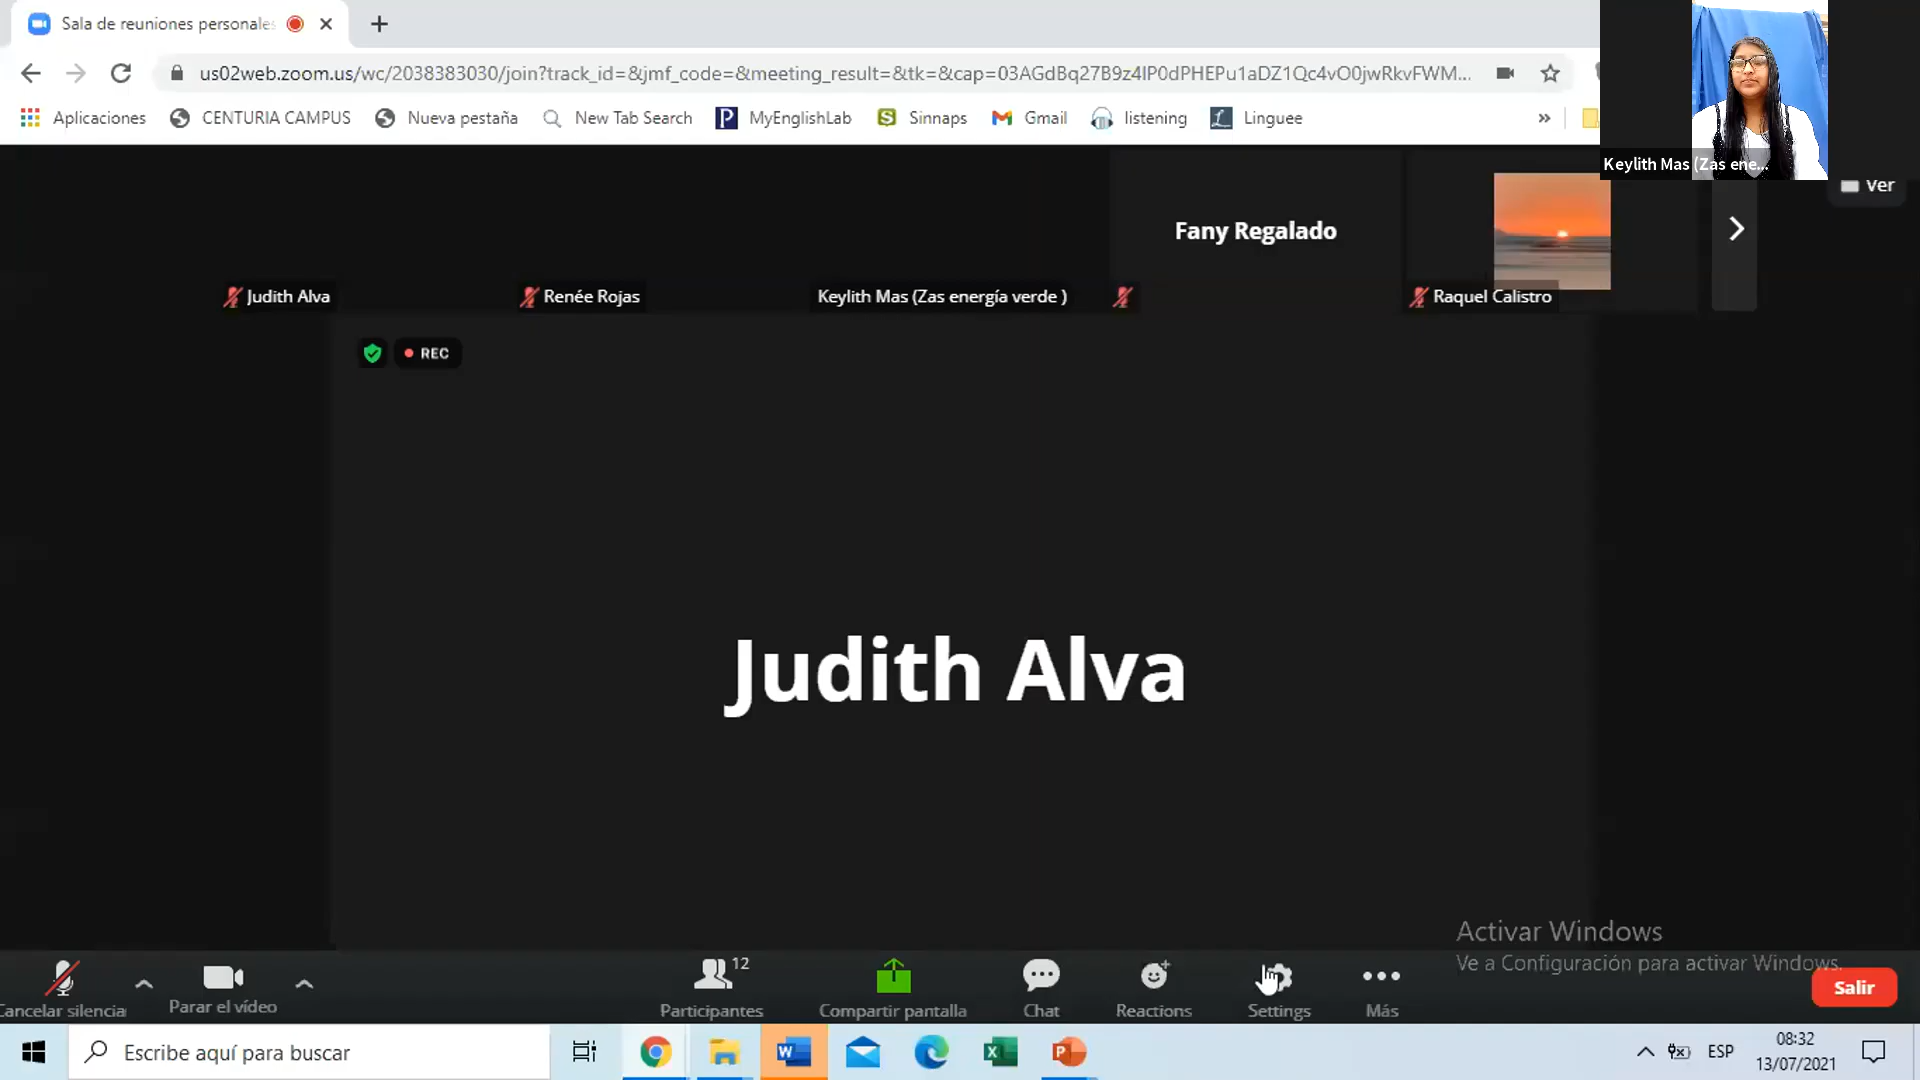 Sala de reuniones personales
us02web.zoom.us/wc/2038383030/join?track_id=&jmf_code=&meeting_result=&tk=&cap=03AGdBq27B9z4lP0dPHEPu1aDZ1Qc4vO0jwRkvFWM...
Aplicaciones CENTURIA CAMPUS Nueva pestaña New Tab Search MyEnglishLab Sinnaps Gmail listening Linguee »
Keylith Mas (Zas ene...
Ver
Fany Regalado
Judith Alva Renée Rojas Keylith Mas (Zas energía verde ) Raquel Calistro
REC
Judith Alva
Activar Windows
Ve a Configuración para activar Windows.
12
Cancelar silencia Parar el vídeo Participantes Compartir pantalla Chat Reactions Settings Más
Salir
Escribe aquí para buscar
ESP
08:32
13/07/2021